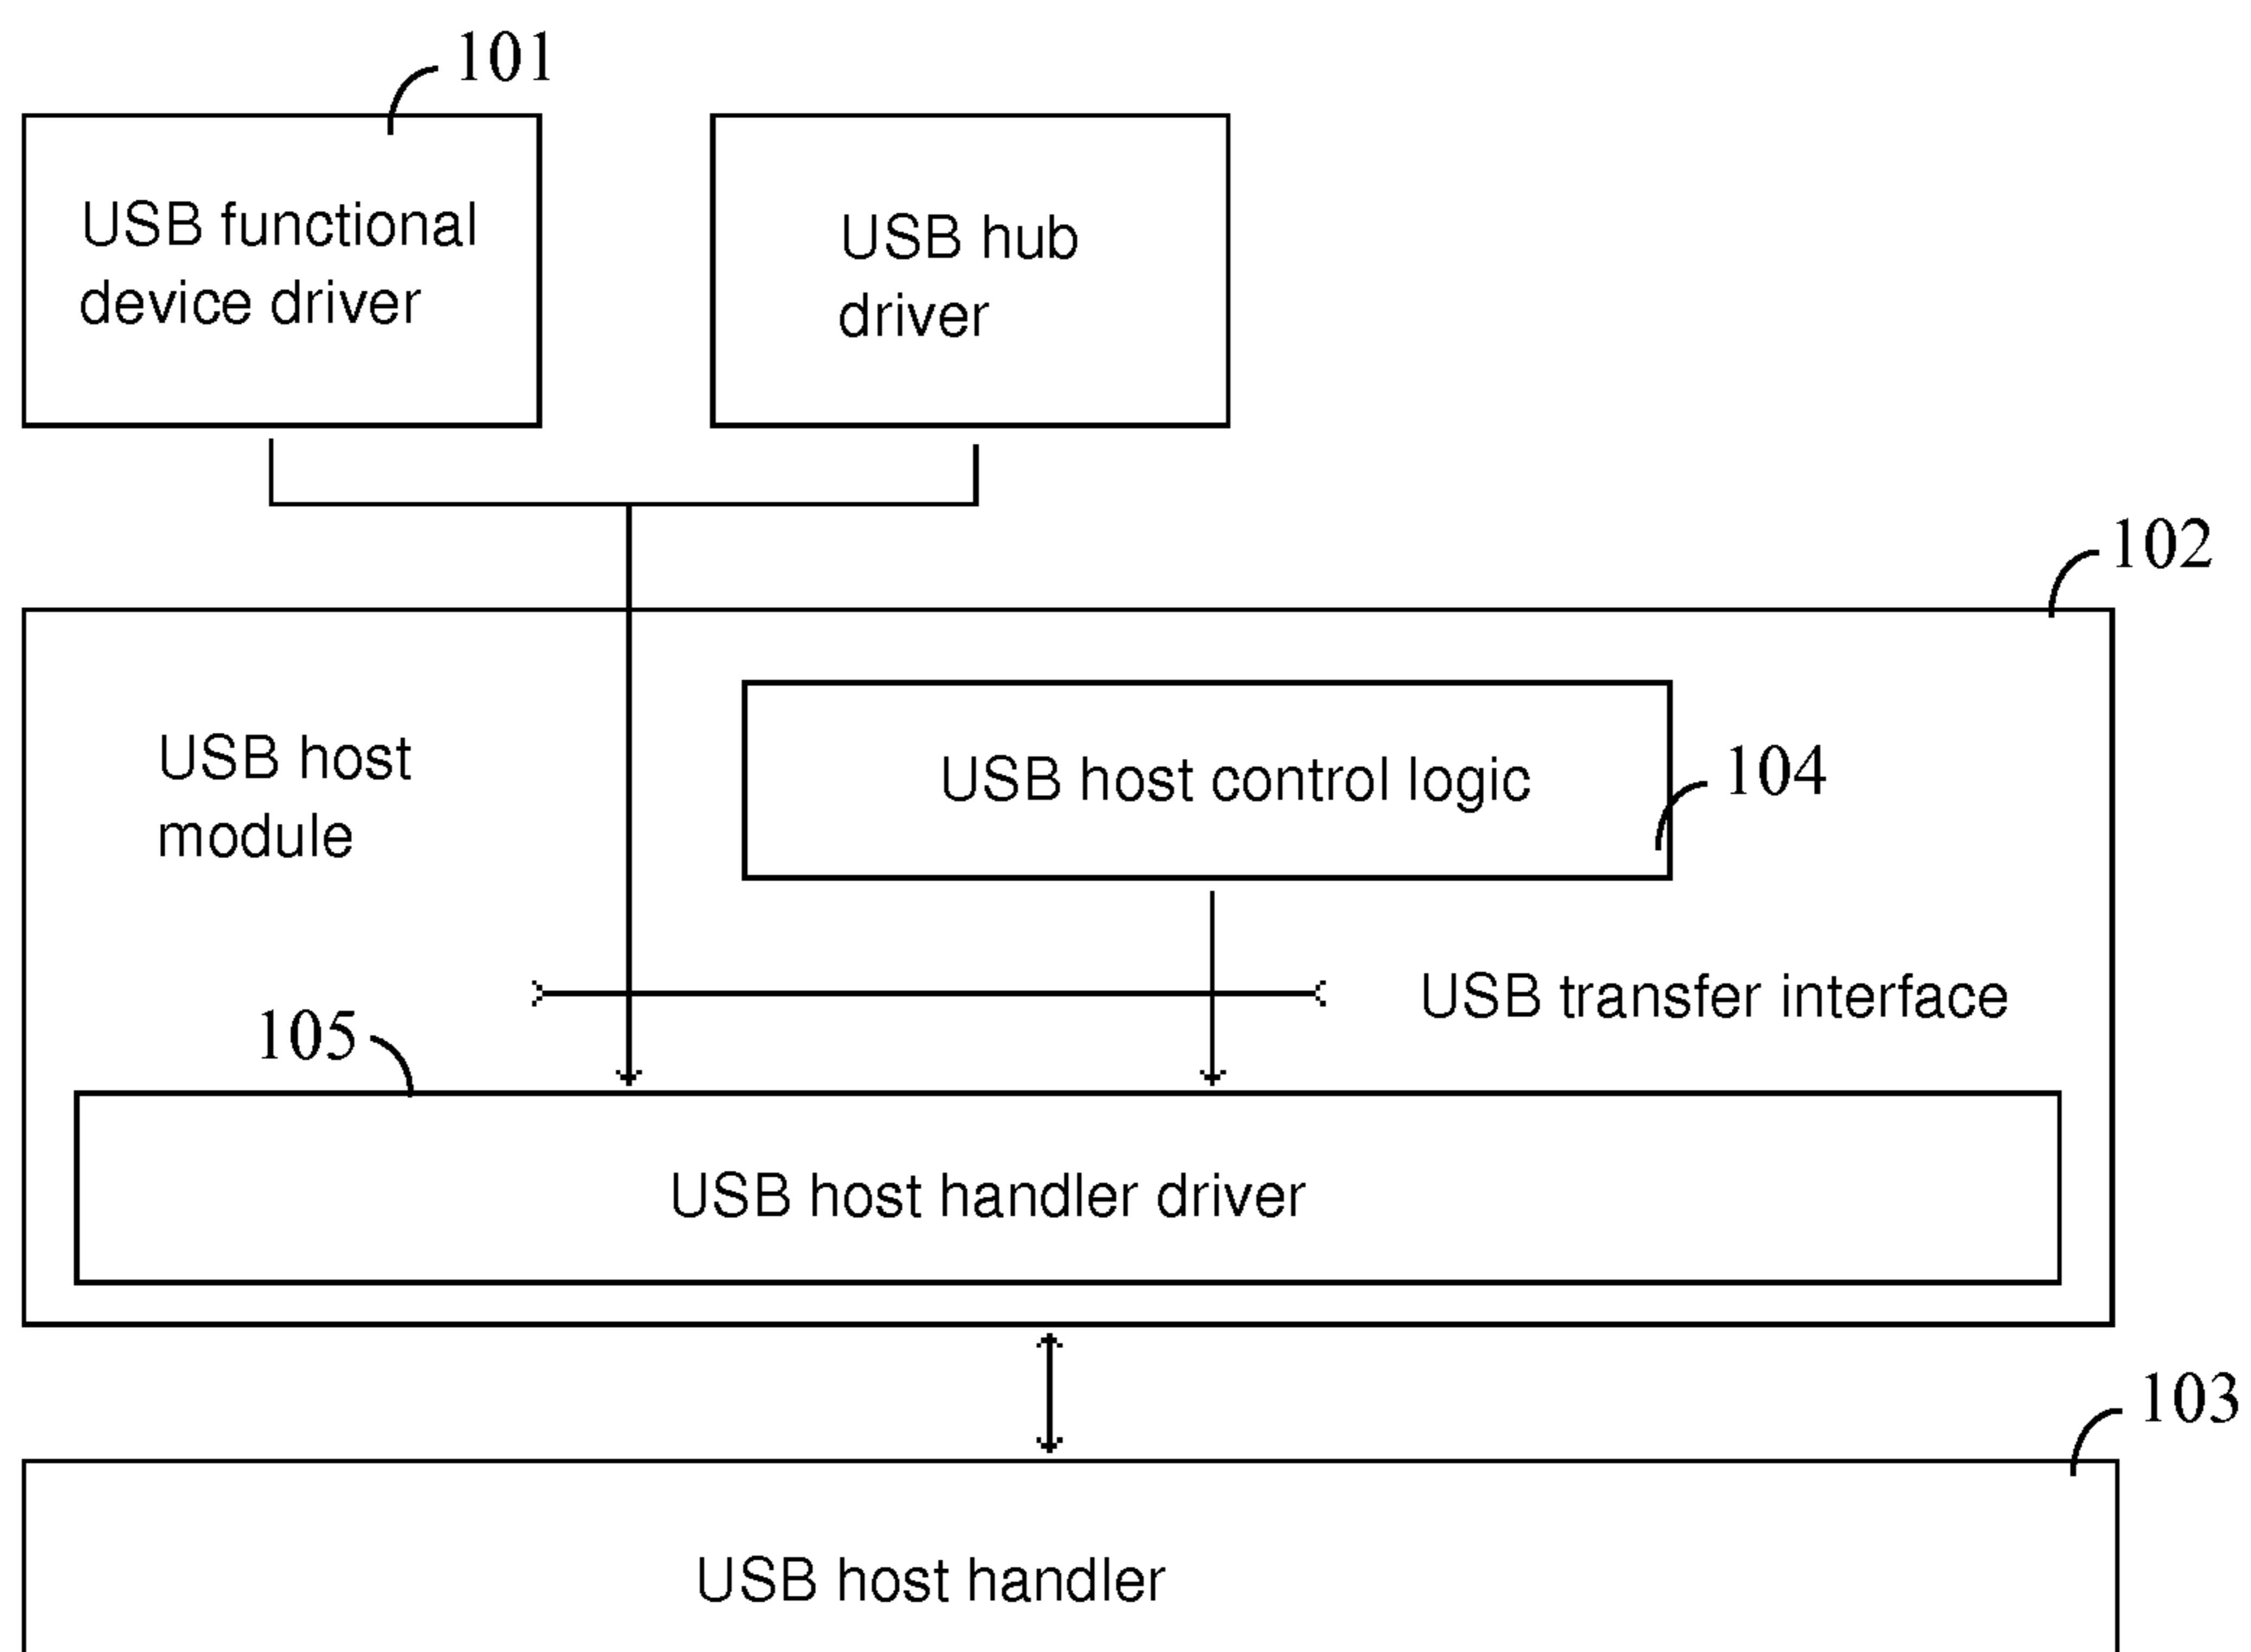 101
USB functional
device driver
USB hub
driver
102
USB host
module
USB host control logic
104
USB transfer interface
105
USB host handler driver
103
USB host handler